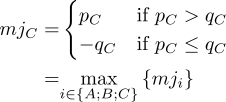 $mj_C = \begin{cases} p_C & \text{if } p_C > q_C \\ -q_C & \text{if } p_C \leq q_C \end{cases}$
$= \max_{i \in \{A;B;C\}} \{mj_i\}$